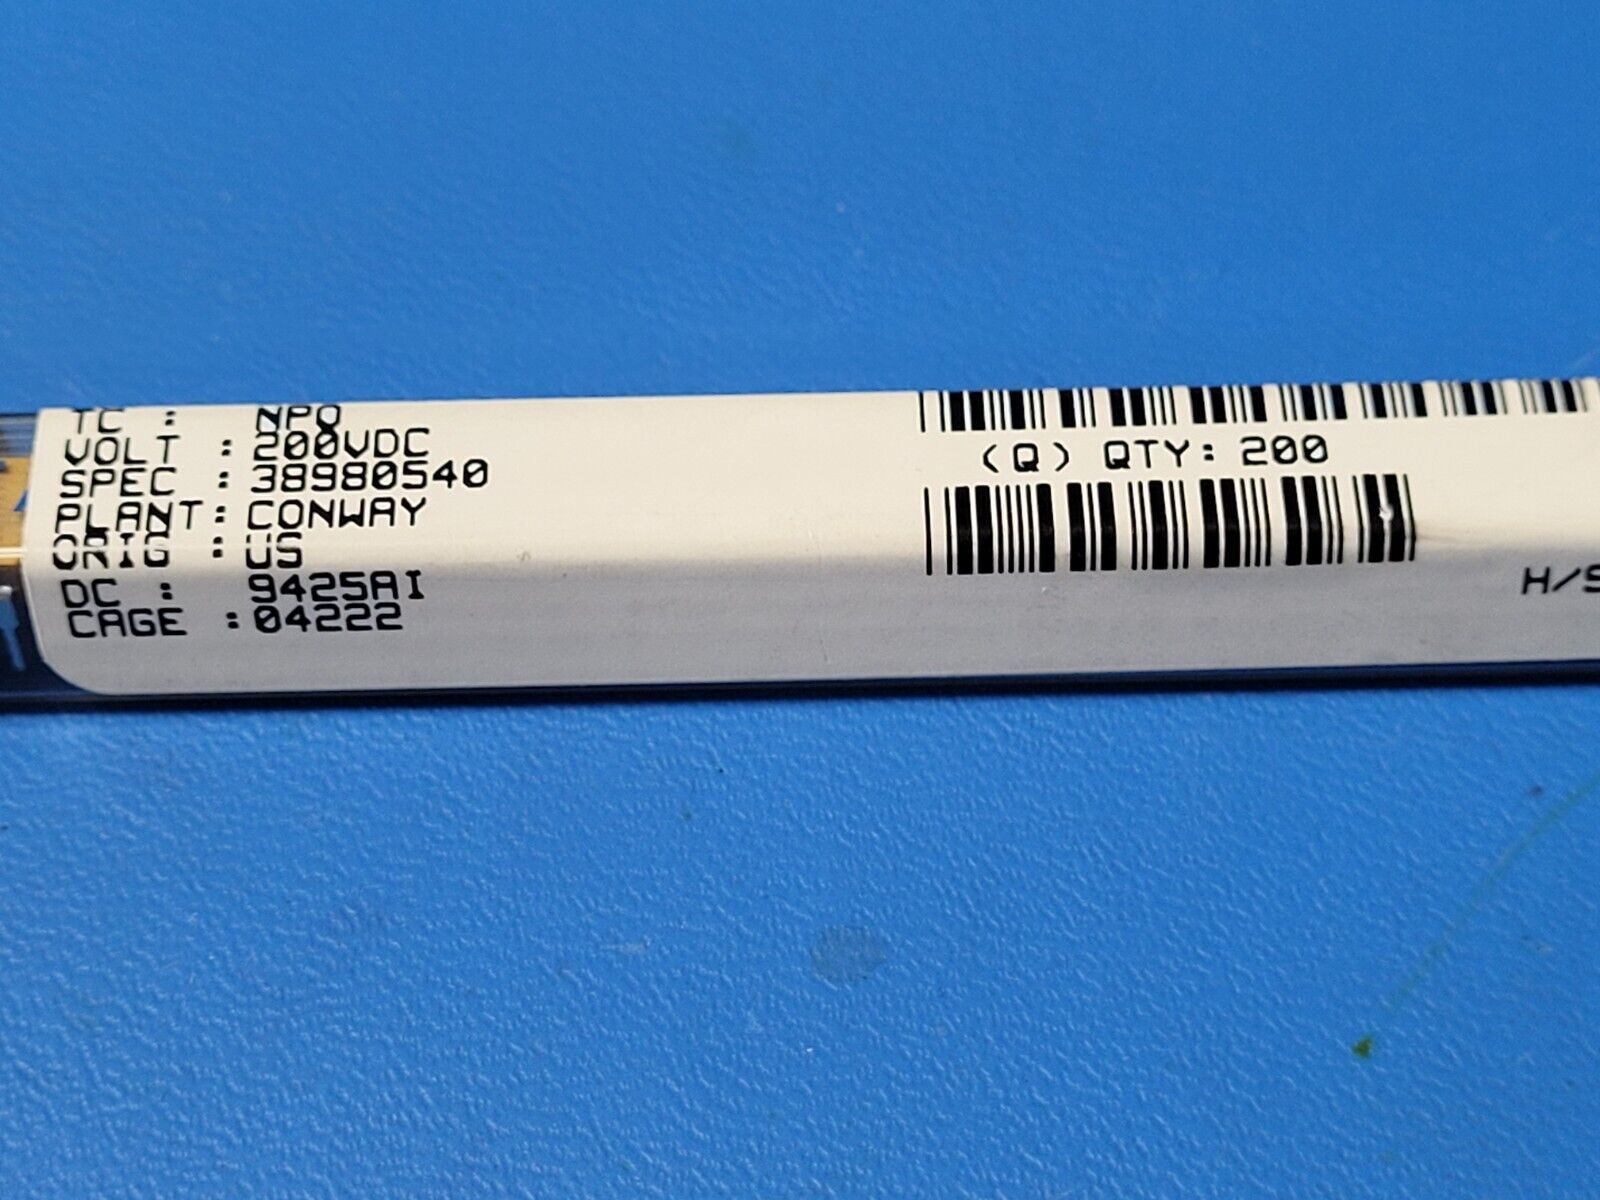 TC : NPO
VOLT : 200VDC
SPEC : 38980540
PLANT: CONWAY
ORIG : US
DC : 9425AI
CAGE : 04222
(Q) QTY: 200
H/S